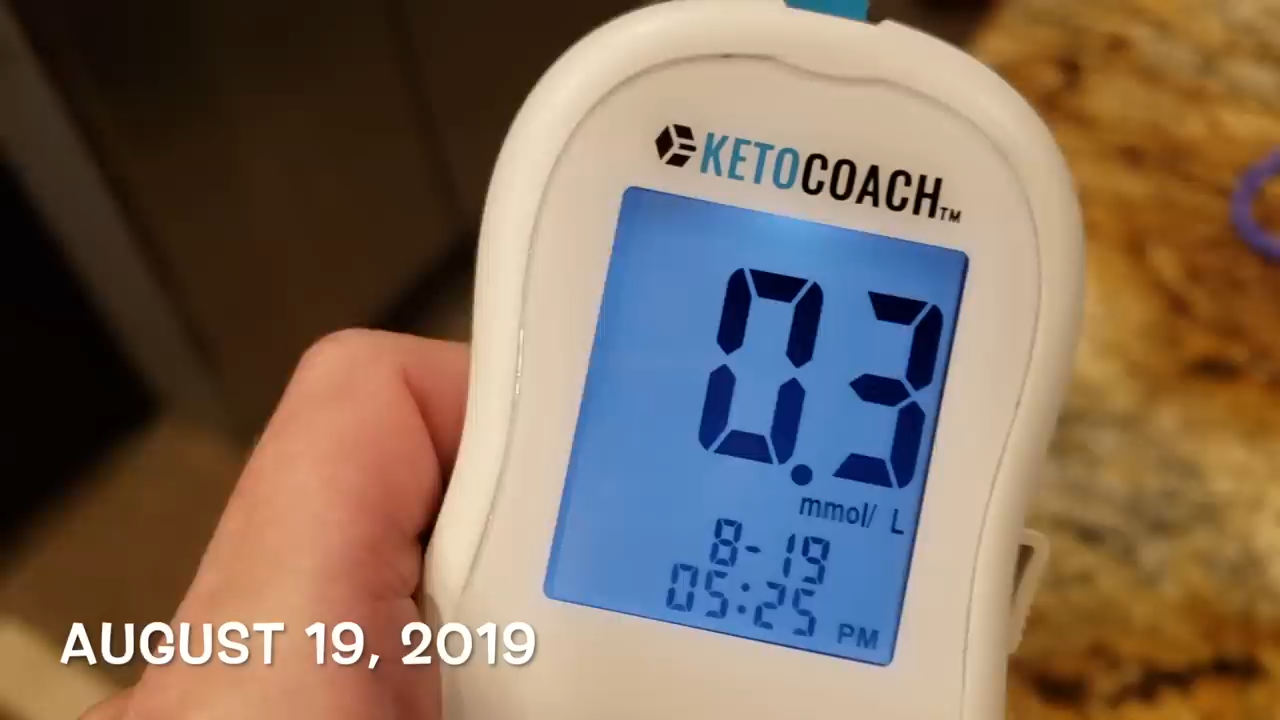 KETOCOACH™
0.3
mmol/ L
8-19
05:25 PM
AUGUST 19, 2019